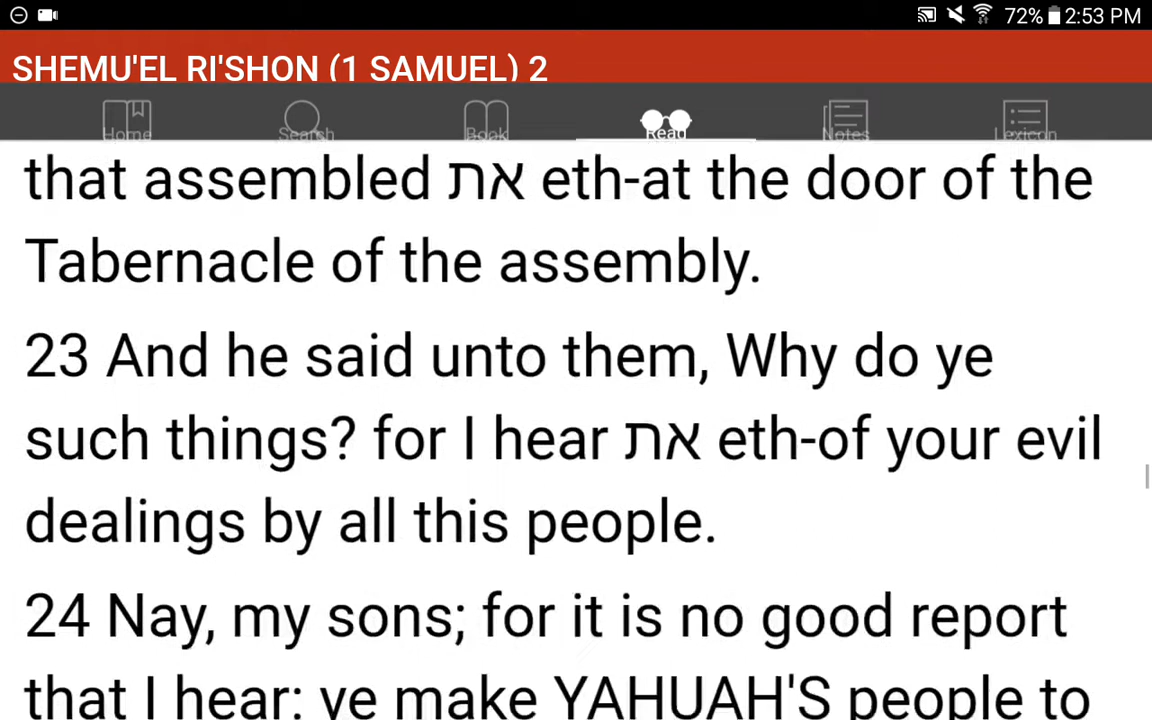 72% 2:53 PM
SHEMU'EL RI'SHON (1 SAMUEL) 2
Home Search Book Read Notes Lexicon
that assembled את eth-at the door of the
Tabernacle of the assembly.
23 And he said unto them, Why do ye
such things? for I hear את eth-of your evil
dealings by all this people.
24 Nay, my sons; for it is no good report
that I hear: ye make YAHUAH'S people to